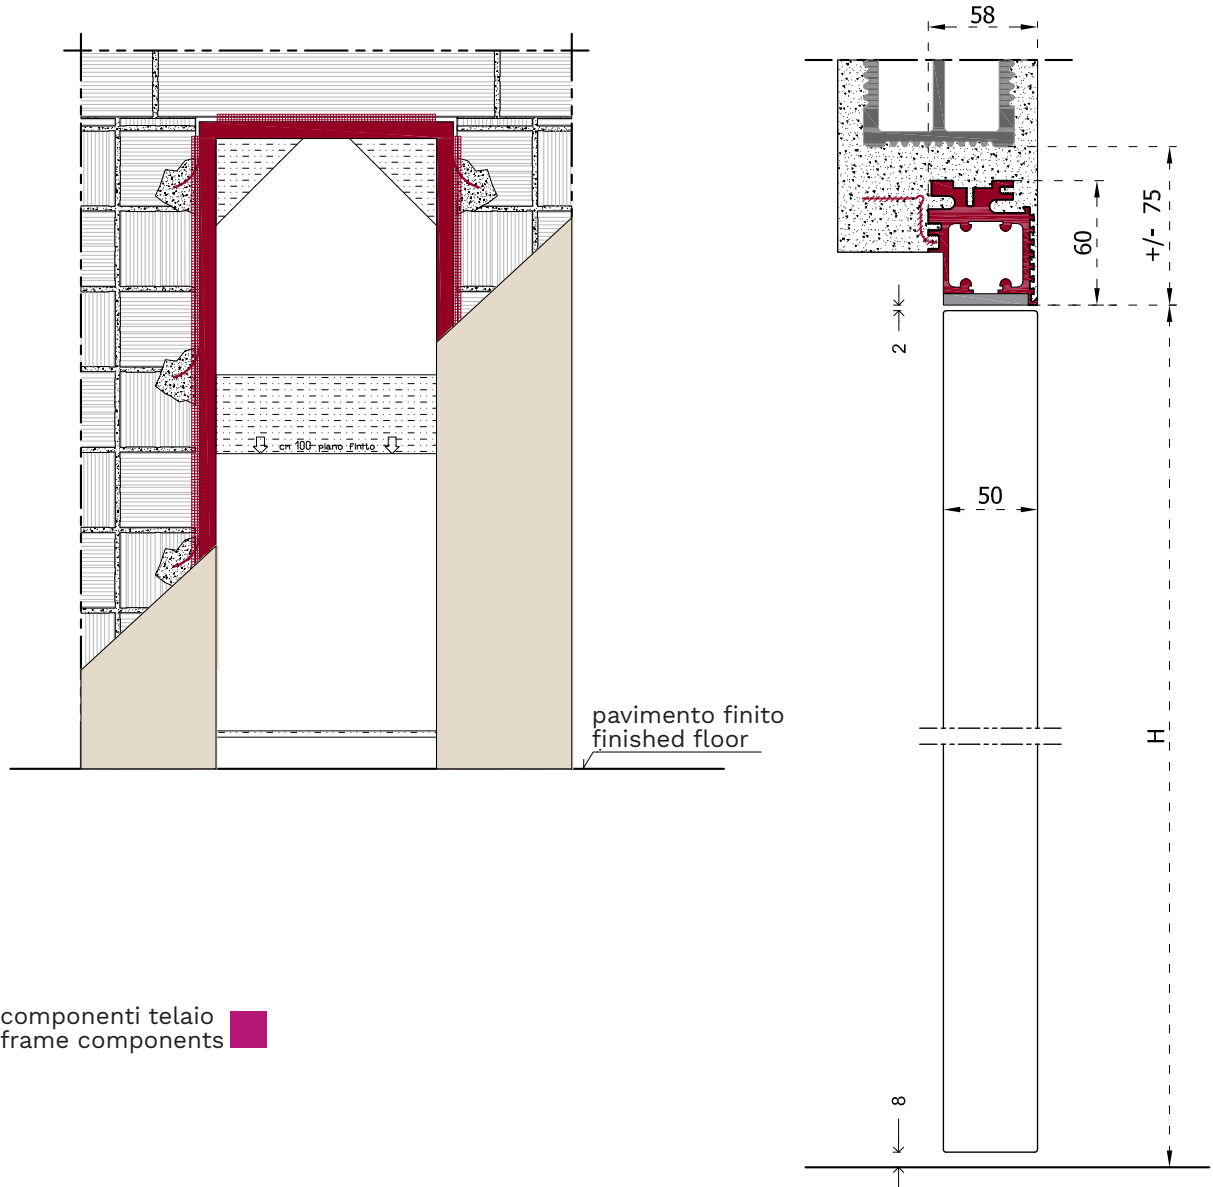 58
+/- 75
60
2
cm 100 piano finito
50
pavimento finito
finished floor
H
componenti telaio
frame components
8